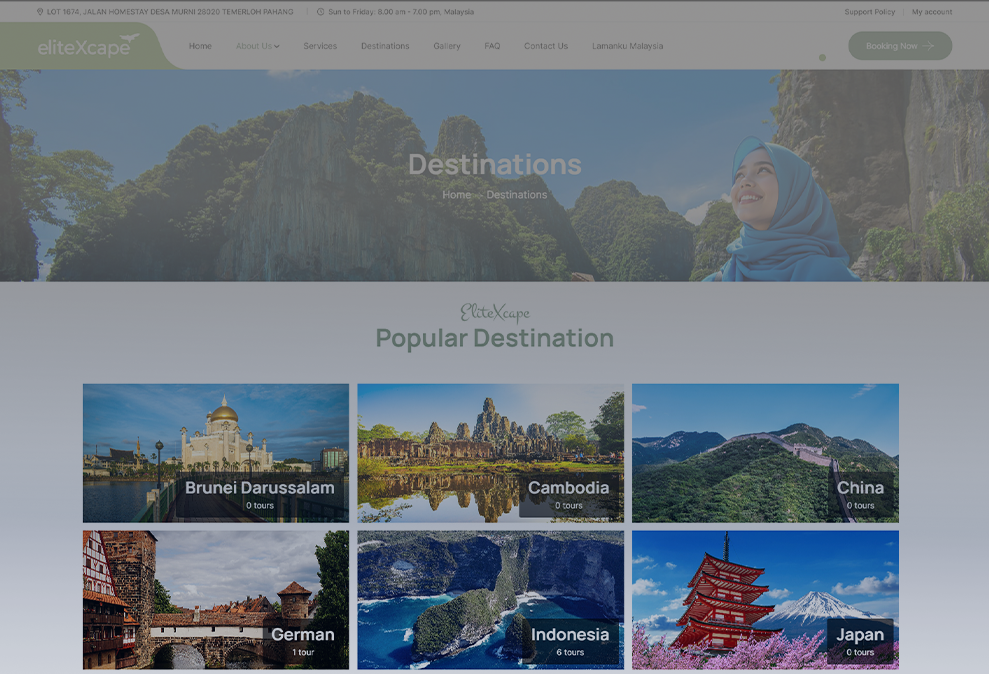 LOT 1674, JALAN HOMESTAY DESA MURNI 28020 TEMERLOH PAHANG
Sun to Friday: 8.00 am - 7.00 pm, Malaysia
Support Policy
My account
eliteXcape
Home
About Us
Services
Destinations
Gallery
FAQ
Contact Us
Lamanku Malaysia
Booking Now
Destinations
Home
Destinations
EliteXcape
Popular Destination
Brunei Darussalam
0 tours
Cambodia
0 tours
China
0 tours
German
1 tour
Indonesia
6 tours
Japan
0 tours